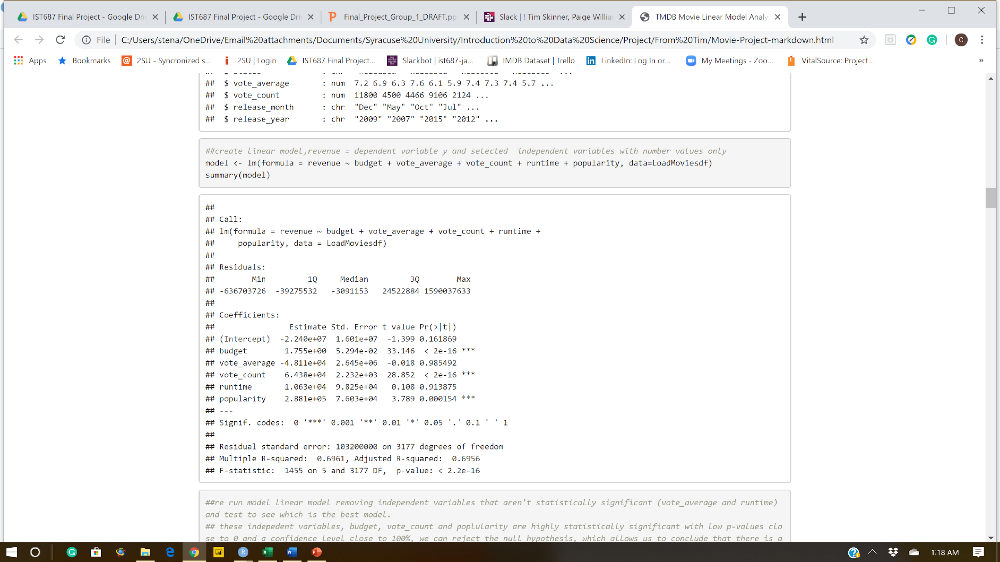 IST687 Final Project - Google Dri
IST687 Final Project - Google Dri
Final_Project_Group_1_DRAFT.pp
Slack | ! Tim Skinner, Paige Willia
TMDB Movie Linear Model Analy
File
C:/Users/stena/OneDrive/Email%20attachments/Documents/Syracuse%20University/Introduction%20to%20Data%20Science/Project/From%20Tim/Movie-Project-markdown.html
C
Apps
Bookmarks
2SU - Syncronized s...
2SU | Login
IST687 Final Project...
Slackbot | ist687-ja...
IMDB Dataset | Trello
LinkedIn: Log In or...
My Meetings - Zoo...
VitalSource: Project...
»
##  $ vote_average       : num  7.2 6.9 6.3 7.6 6.1 5.9 7.4 7.3 7.4 5.7 ...
##  $ vote_count         : num  11800 4500 4466 9106 2124 ...
##  $ release_month      : chr  "Dec" "May" "Oct" "Jul" ...
##  $ release_year       : chr  "2009" "2007" "2015" "2012" ...
##create linear model,revenue = dependent variable y and selected  independent variables with number values only
model <- lm(formula = revenue ~ budget + vote_average + vote_count + runtime + popularity, data=LoadMoviesdf)
summary(model)
##
## Call:
## lm(formula = revenue ~ budget + vote_average + vote_count + runtime +
##     popularity, data = LoadMoviesdf)
##
## Residuals:
##        Min         1Q     Median         3Q        Max
## -636703726  -39275532   -3091153   24522884 1590037633
##
## Coefficients:
##                Estimate Std. Error t value Pr(>|t|)
## (Intercept)  -2.240e+07  1.601e+07  -1.399 0.161869
## budget        1.755e+00  5.294e-02  33.146  < 2e-16 ***
## vote_average -4.811e+04  2.645e+06  -0.018 0.985492
## vote_count    6.438e+04  2.232e+03  28.852  < 2e-16 ***
## runtime       1.063e+04  9.825e+04   0.108 0.913875
## popularity    2.881e+05  7.603e+04   3.789 0.000154 ***
## ---
## Signif. codes:  0 '***' 0.001 '**' 0.01 '*' 0.05 '.' 0.1 ' ' 1
##
## Residual standard error: 103200000 on 3177 degrees of freedom
## Multiple R-squared:  0.6961, Adjusted R-squared:  0.6956
## F-statistic:  1455 on 5 and 3177 DF,  p-value: < 2.2e-16
##re run model linear model removing independent variables that aren't statistically significant (vote_average and runtime)
and test to see which is the best model.
## these indepedent variables, budget, vote_count and poplularity are highly statistically significant with low p-values clo
se to 0 and a confidence level close to 100%, we can reject the null hypothesis, which allows us to conclude that there is a
1:18 AM